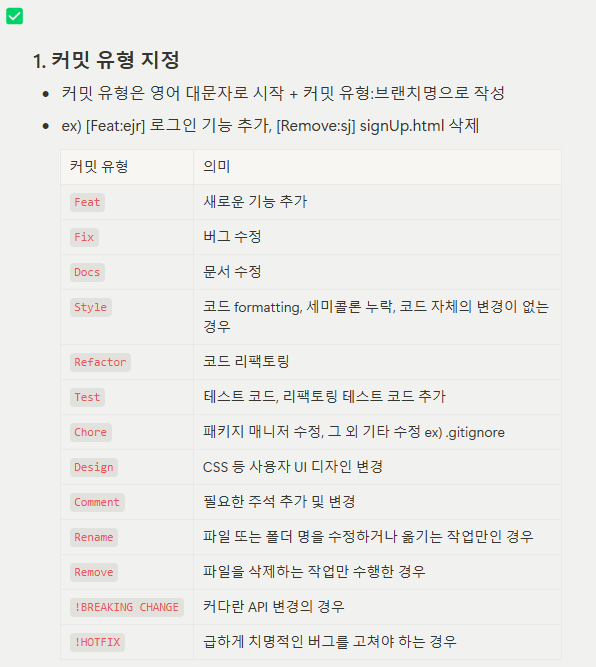 1. 커밋 유형 지정
• 커밋 유형은 영어 대문자로 시작 + 커밋 유형:브랜치명으로 작성
• ex) [Feat:ejr] 로그인 기능 추가, [Remove:sj] signUp.html 삭제
커밋 유형 의미
Feat 새로운 기능 추가
Fix 버그 수정
Docs 문서 수정
Style 코드 formatting, 세미콜론 누락, 코드 자체의 변경이 없는
경우
Refactor 코드 리팩토링
Test 테스트 코드, 리팩토링 테스트 코드 추가
Chore 패키지 매니저 수정, 그 외 기타 수정 ex) .gitignore
Design CSS 등 사용자 UI 디자인 변경
Comment 필요한 주석 추가 및 변경
Rename 파일 또는 폴더 명을 수정하거나 옮기는 작업만인 경우
Remove 파일을 삭제하는 작업만 수행한 경우
!BREAKING CHANGE 커다란 API 변경의 경우
!HOTFIX 급하게 치명적인 버그를 고쳐야 하는 경우